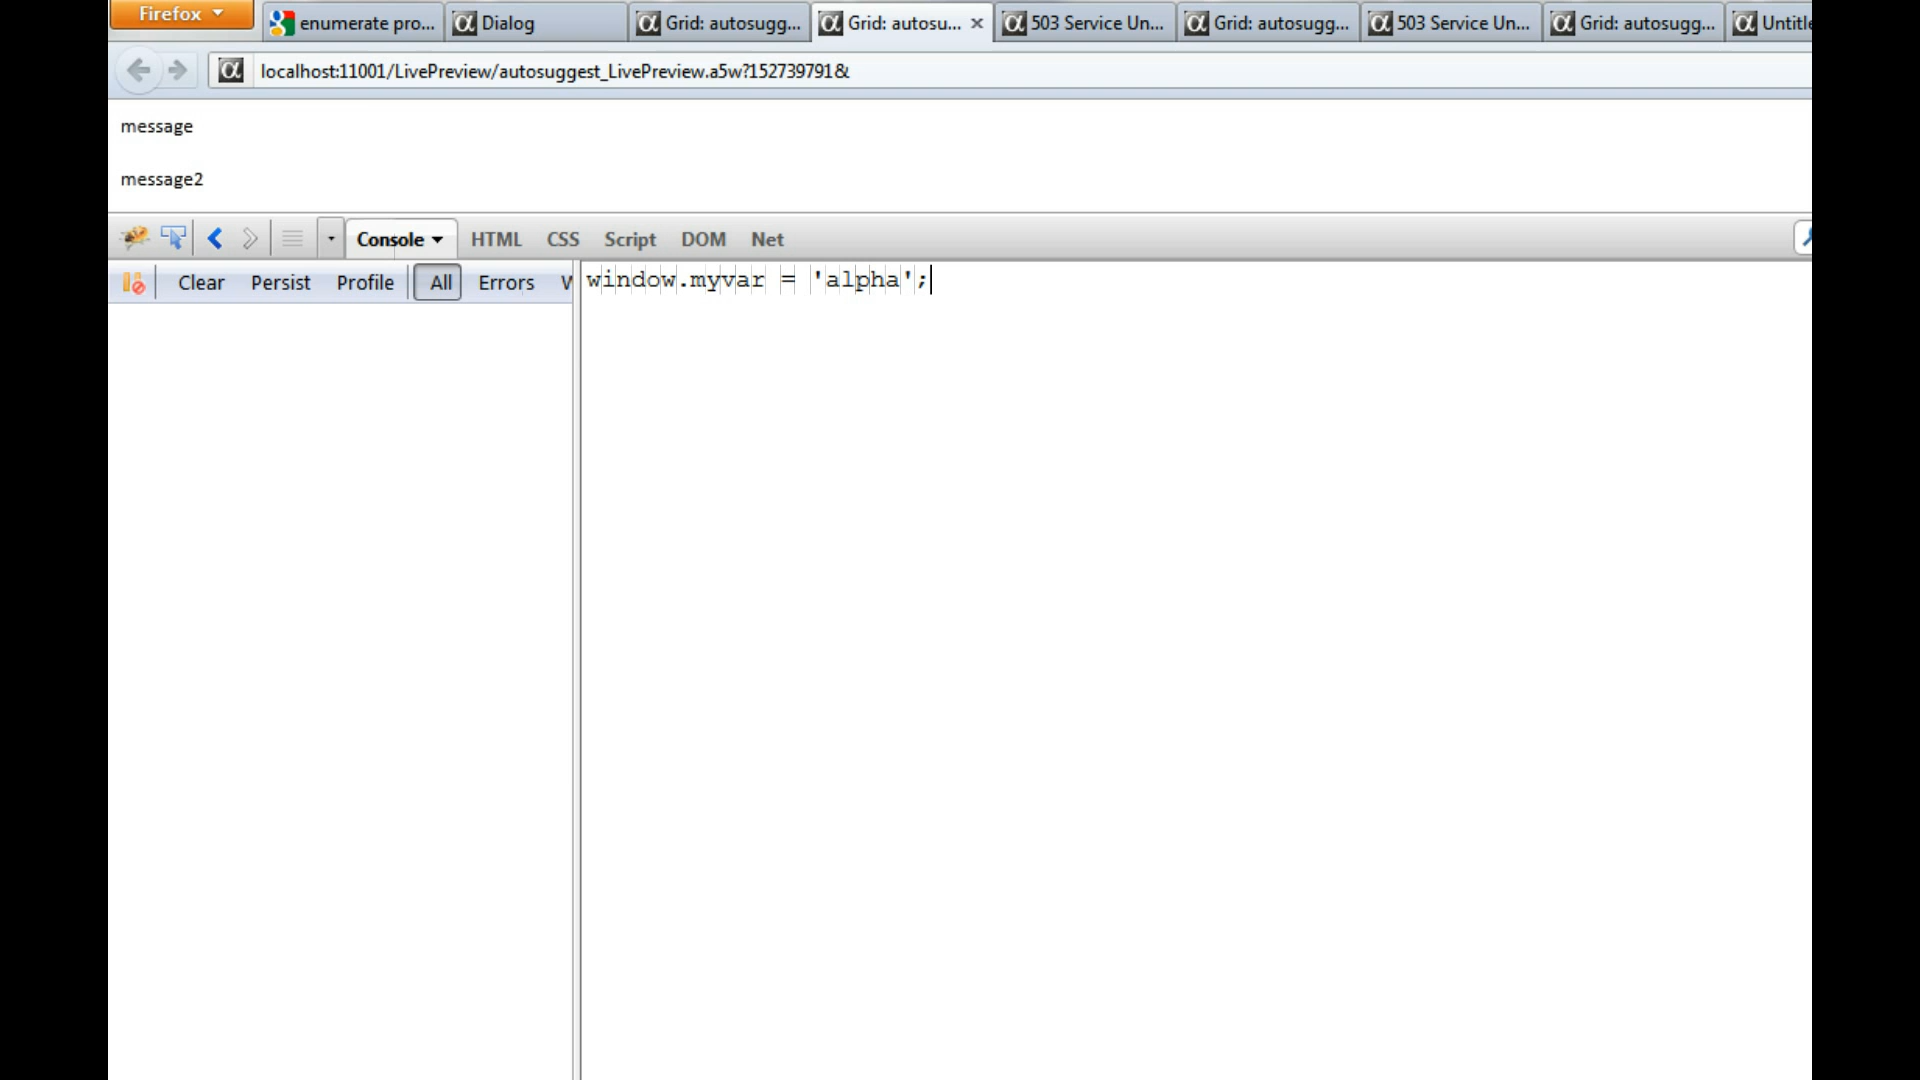 Firefox
enumerate pro...
Dialog
Grid: autosugg...
Grid: autosu...
503 Service Un...
Grid: autosugg...
503 Service Un...
Grid: autosugg...
localhost:11001/LivePreview/autosuggest_LivePreview.a5w?152739791&
message
message2
Console HTML CSS Script DOM Net
Clear Persist Profile All Errors
window.myvar = 'alpha';